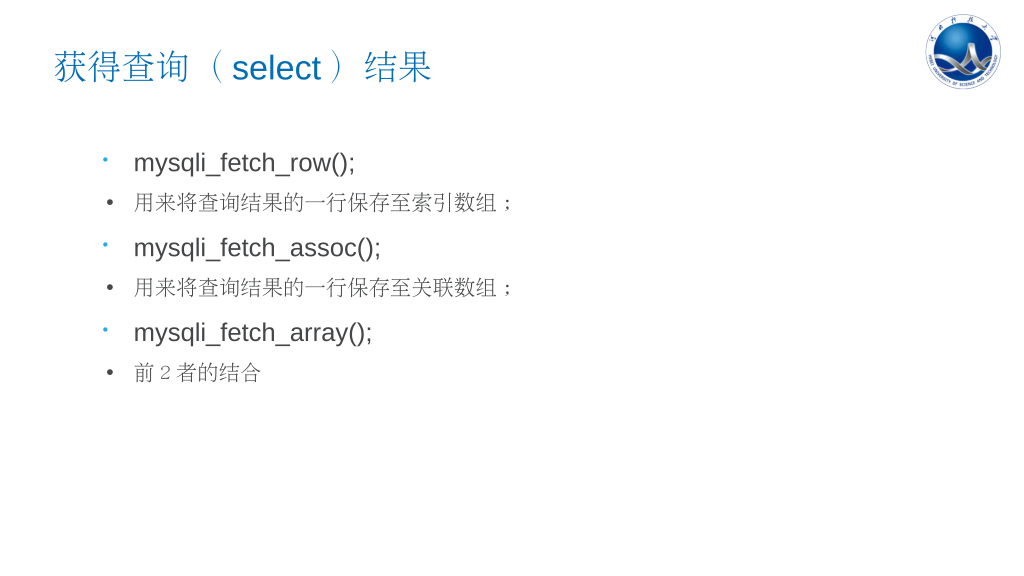 获得查询（select）结果
mysqli_fetch_row();
用来将查询结果的一行保存至索引数组；
mysqli_fetch_assoc();
用来将查询结果的一行保存至关联数组；
mysqli_fetch_array();
前2者的结合